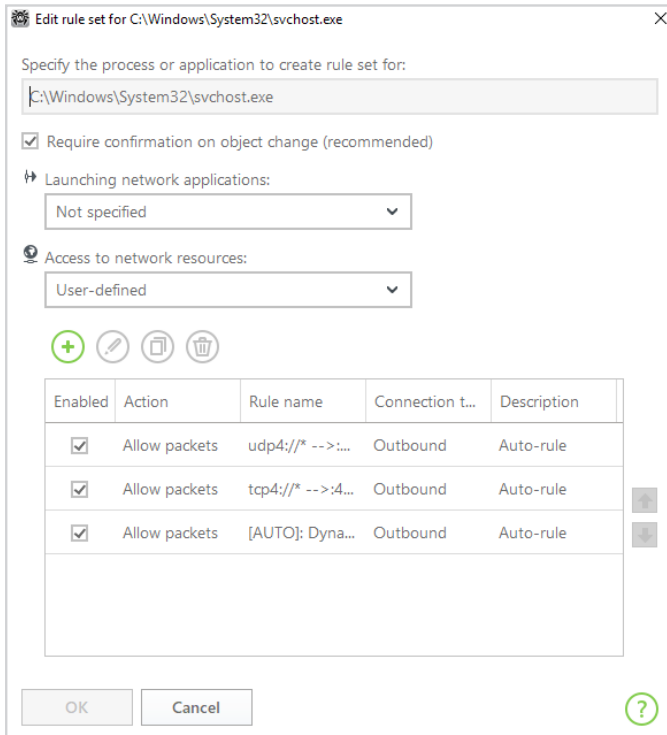 Edit rule set for C:\Windows\System32\svchost.exe
Specify the process or application to create rule set for:
C:\Windows\System32\svchost.exe
Require confirmation on object change (recommended)
Launching network applications:
Not specified
Access to network resources:
User-defined
Enabled Action Rule name Connection t... Description
Allow packets udp4://* -->:... Outbound Auto-rule
Allow packets tcp4://* -->:4... Outbound Auto-rule
Allow packets [AUTO]: Dyna... Outbound Auto-rule
OK Cancel ?